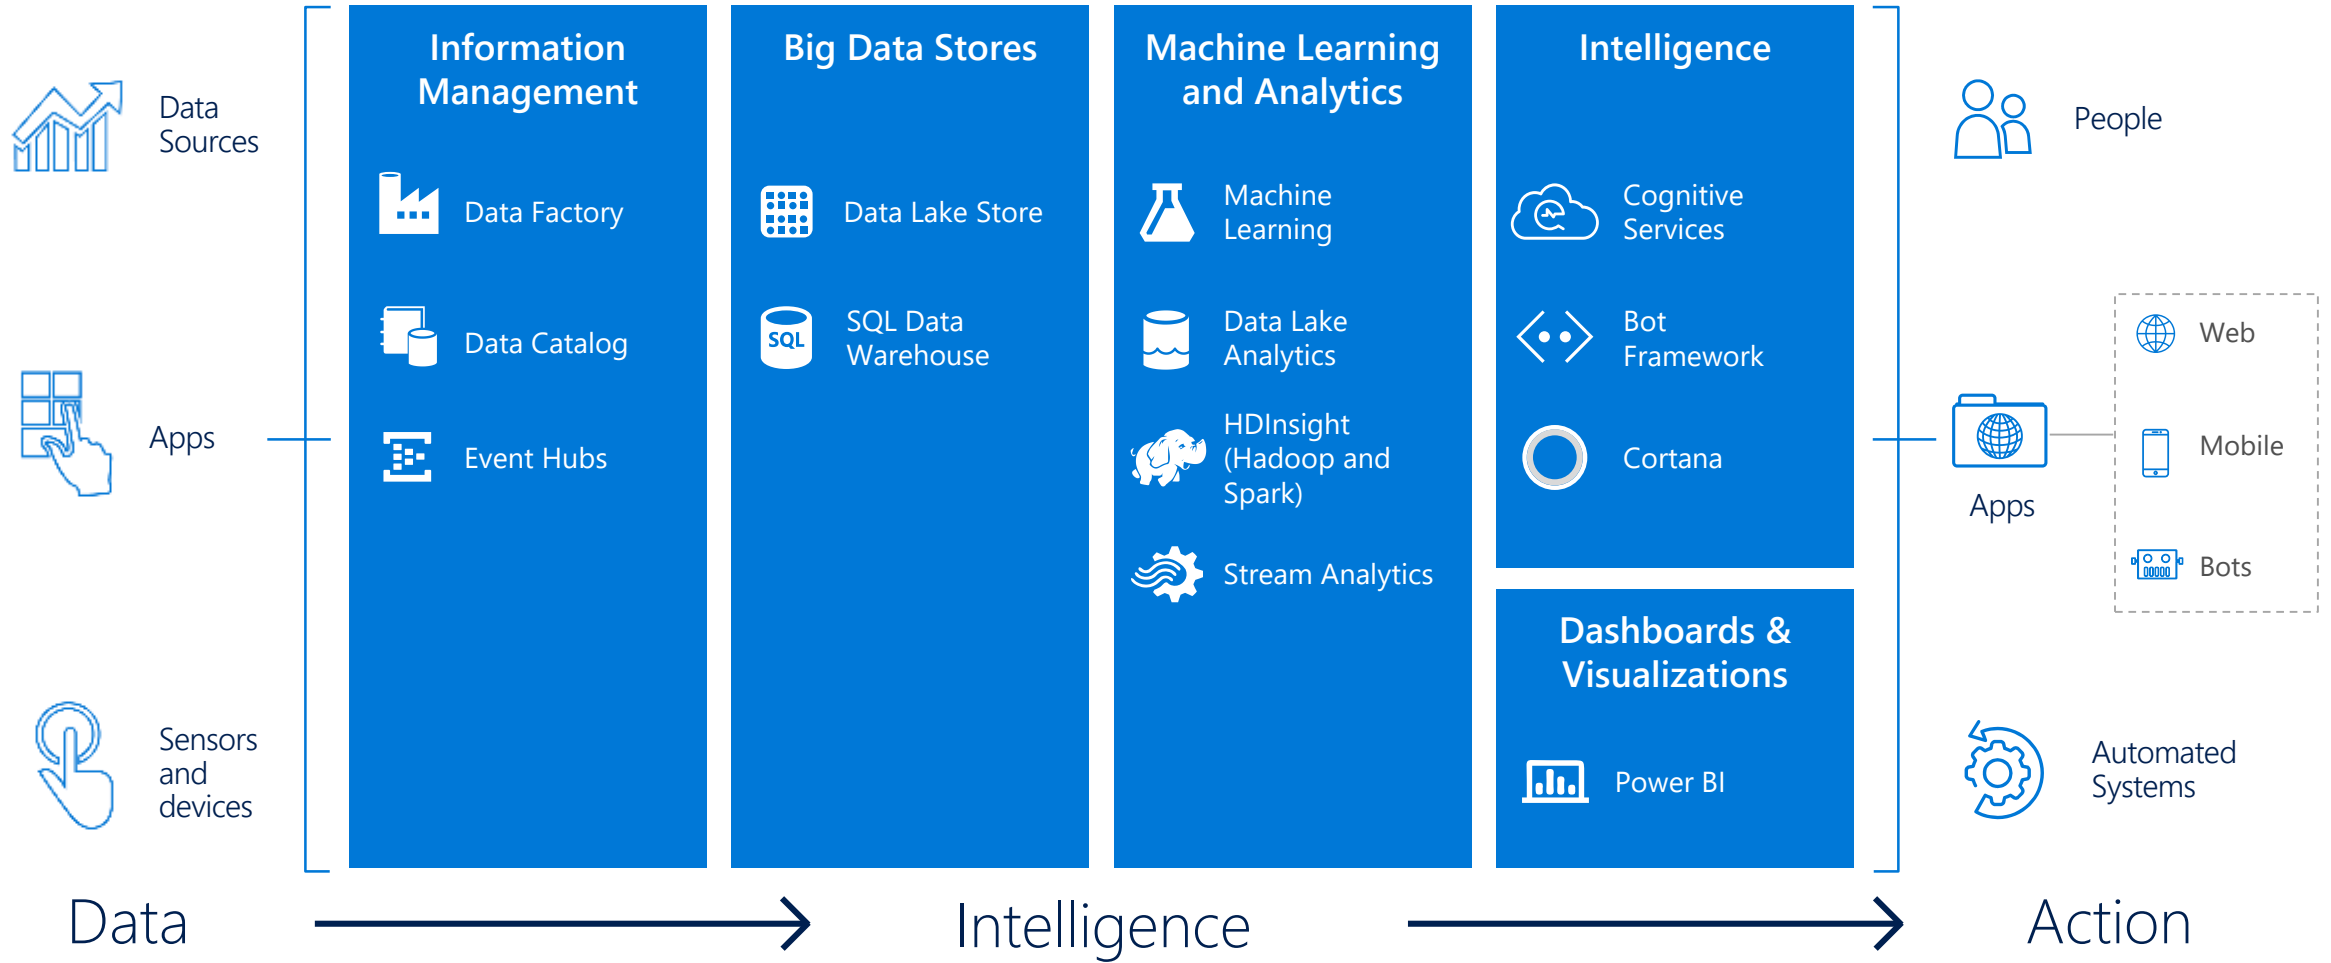 Data
Sources
Apps
Sensors
and
devices
Information
Management
Data Factory
Data Catalog
Event Hubs
Big Data Stores
Data Lake Store
SQL
SQL Data
Warehouse
Machine Learning
and Analytics
Machine
Learning
Data Lake
Analytics
HDInsight
(Hadoop and
Spark)
Stream Analytics
Intelligence
Cognitive
Services
Bot
Framework
Cortana
Dashboards &
Visualizations
Power BI
People
Apps
Web
Mobile
Bots
Automated
Systems
Data
Intelligence
Action